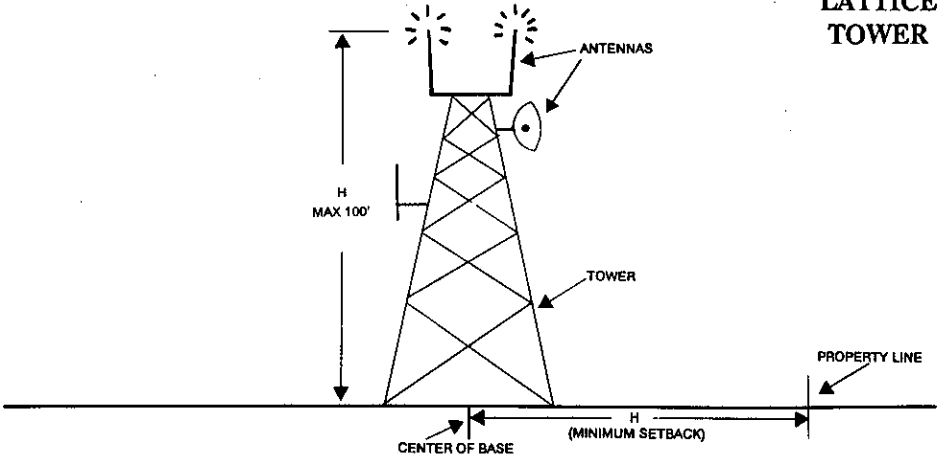 LATTICE
TOWER
ANTENNAS
H
MAX 100'
TOWER
PROPERTY LINE
H
(MINIMUM SETBACK)
CENTER OF BASE